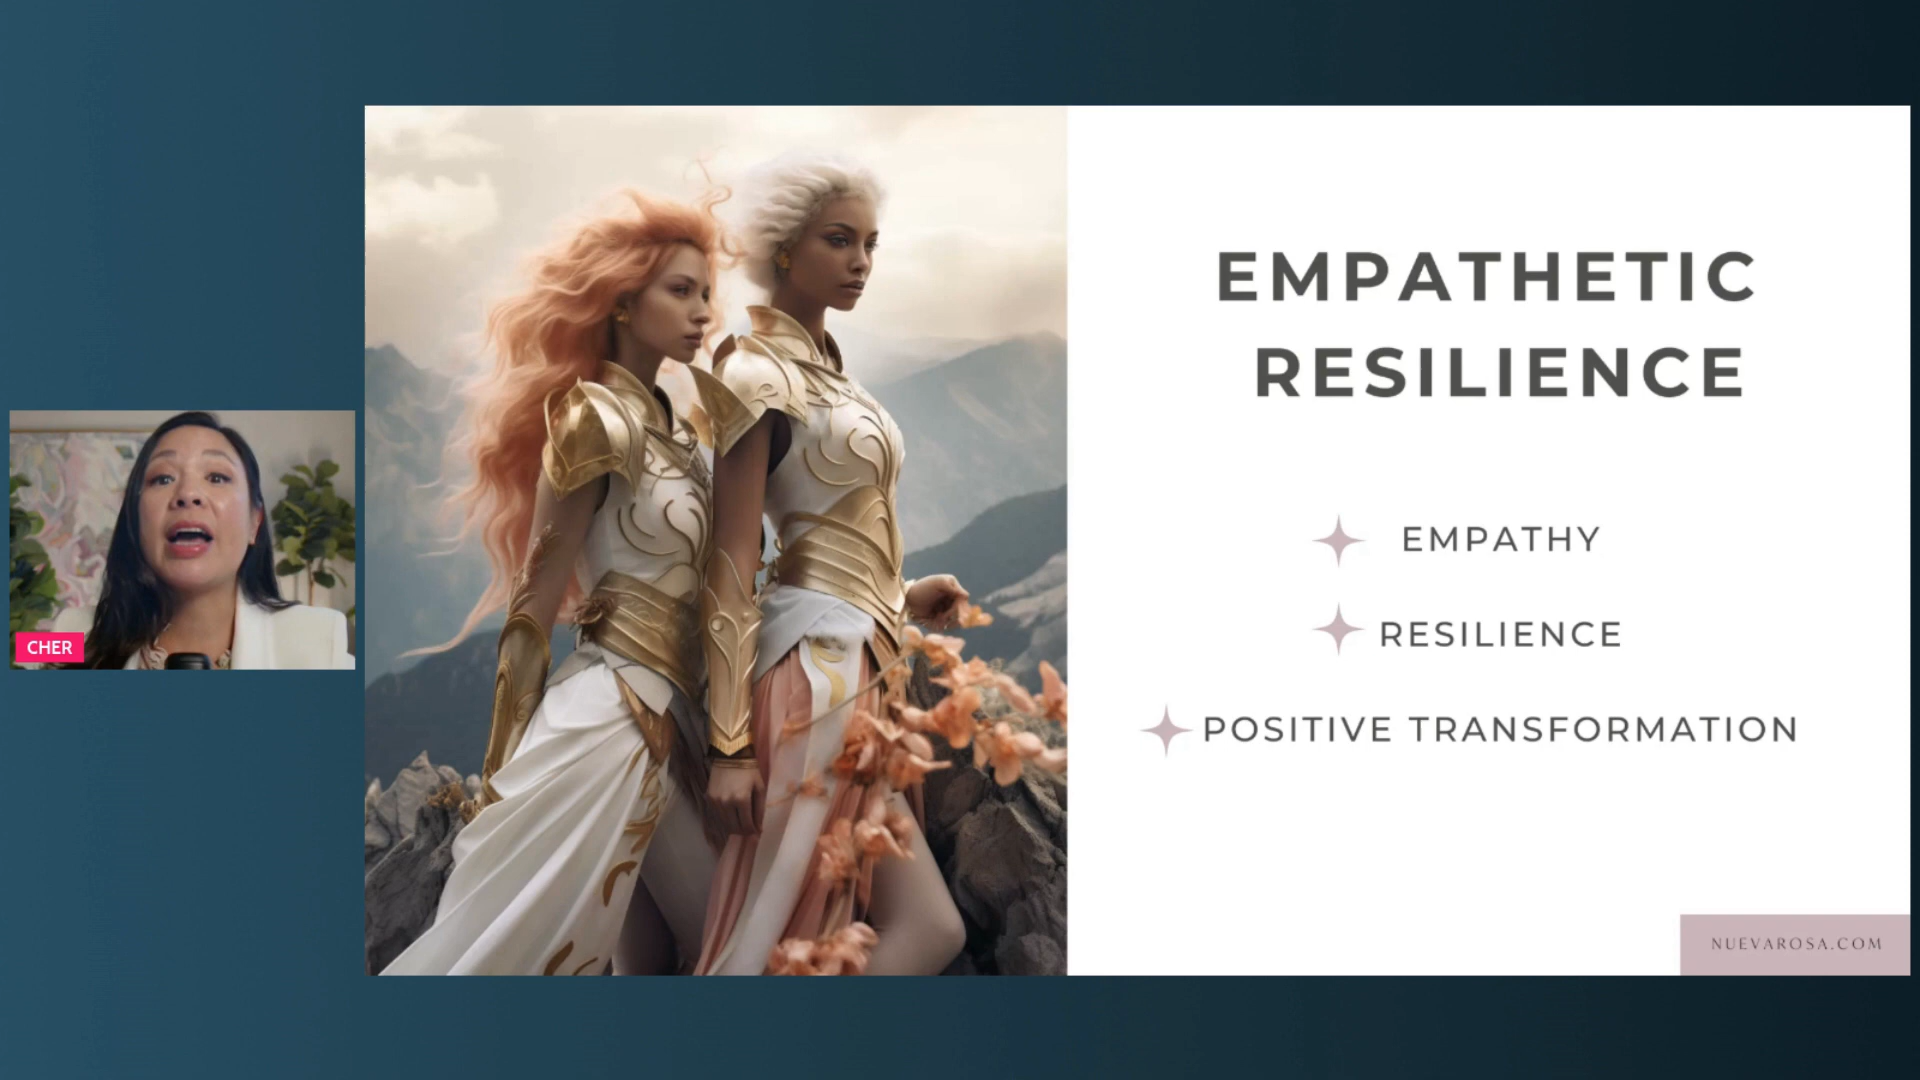 EMPATHETIC
RESILIENCE
EMPATHY
RESILIENCE
POSITIVE TRANSFORMATION
CHER
NUEVAROSA.COM